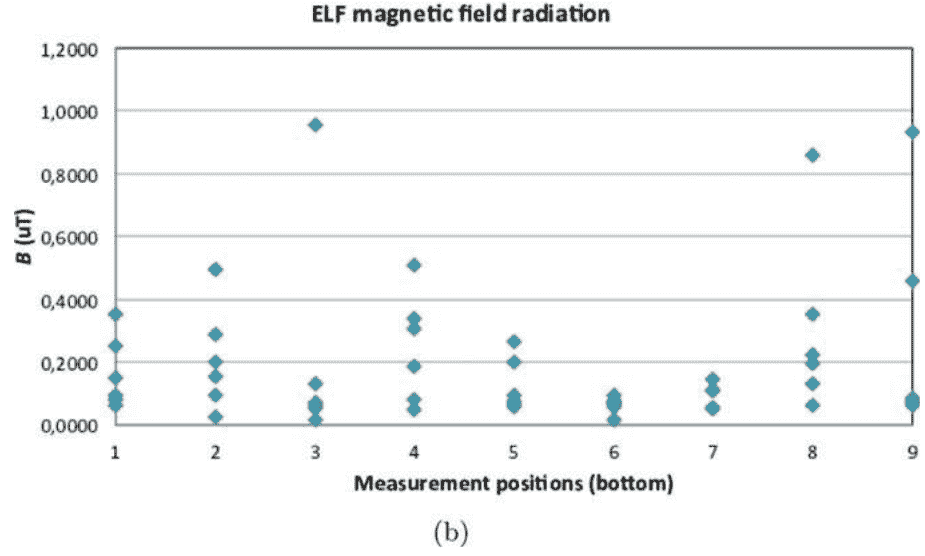 ELF magnetic field radiation
1,2000
1,0000
0,8000
0,6000
0,4000
0,2000
0,0000
B (uT)
1 2 3 4 5 6 7 8 9
Measurement positions (bottom)
(b)